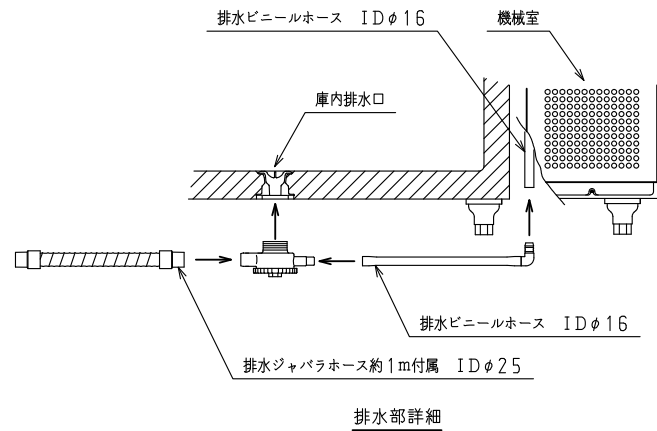 排水ビニールホース IDφ16
機械室
庫内排水口
排水ビニールホース IDφ16
排水ジャバラホース約1m付属 IDφ25
排水部詳細